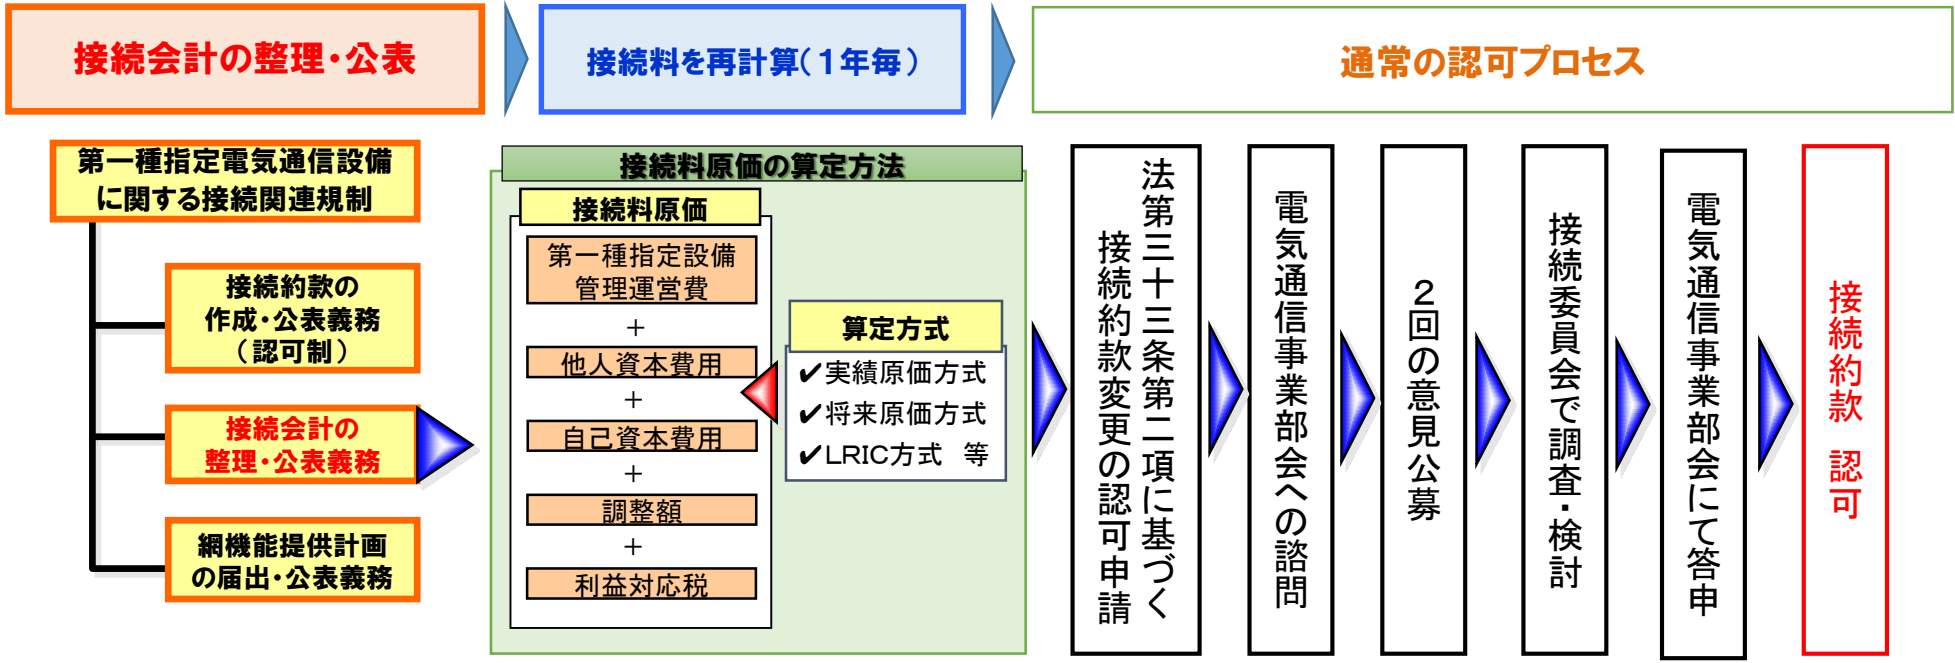 接続会計の整理・公表
接続料を再計算（１年毎）
通常の認可プロセス
第一種指定電気通信設備
に関する接続関連規制
接続約款の
作成・公表義務
（認可制）
接続会計の
整理・公表義務
網機能提供計画
の届出・公表義務
接続料原価の算定方法
接続料原価
第一種指定設備
管理運営費
＋
他人資本費用
＋
自己資本費用
＋
調整額
＋
利益対応税
算定方式
✔実績原価方式
✔将来原価方式
✔LRIC方式　等
法第三十三条第二項に基づく
接続約款変更の認可申請
電気通信事業部会への諮問
２回の意見公募
接続委員会で調査・検討
電気通信事業部会にて答申
接続約款　認可